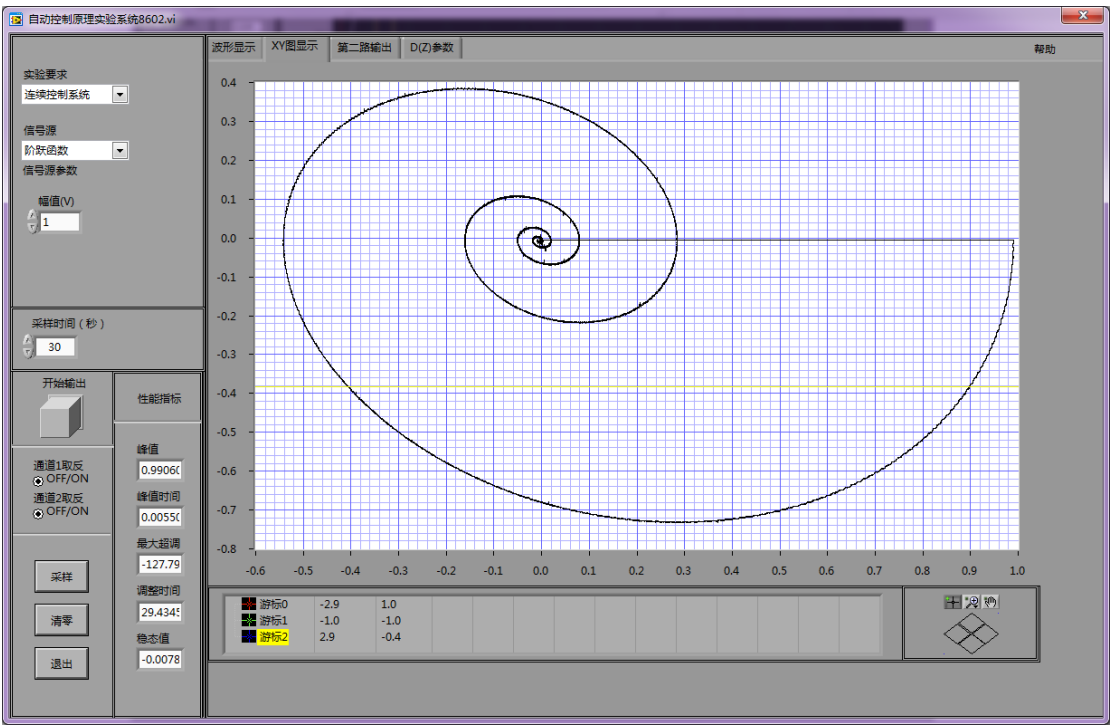 自动控制原理实验系统8602.vi
波形显示 XY图显示 第二路输出 D(Z)参数 帮助
实验要求
连续控制系统
信号源
阶跃函数
信号源参数
幅值(V)
1
采样时间（秒）
30
开始输出
性能指标
通道1取反
OFF/ON
通道2取反
OFF/ON
采样
清零
退出
峰值
0.9906
峰值时间
0.0055
最大超调
-127.79
调整时间
29.434
稳态值
-0.0078
0.4
0.3
0.2
0.1
0.0
-0.1
-0.2
-0.3
-0.4
-0.5
-0.6
-0.7
-0.8
-0.6 -0.5 -0.4 -0.3 -0.2 -0.1 0.0 0.1 0.2 0.3 0.4 0.5 0.6 0.7 0.8 0.9 1.0
游标0 -2.9 1.0
游标1 -1.0 -1.0
游标2 2.9 -0.4